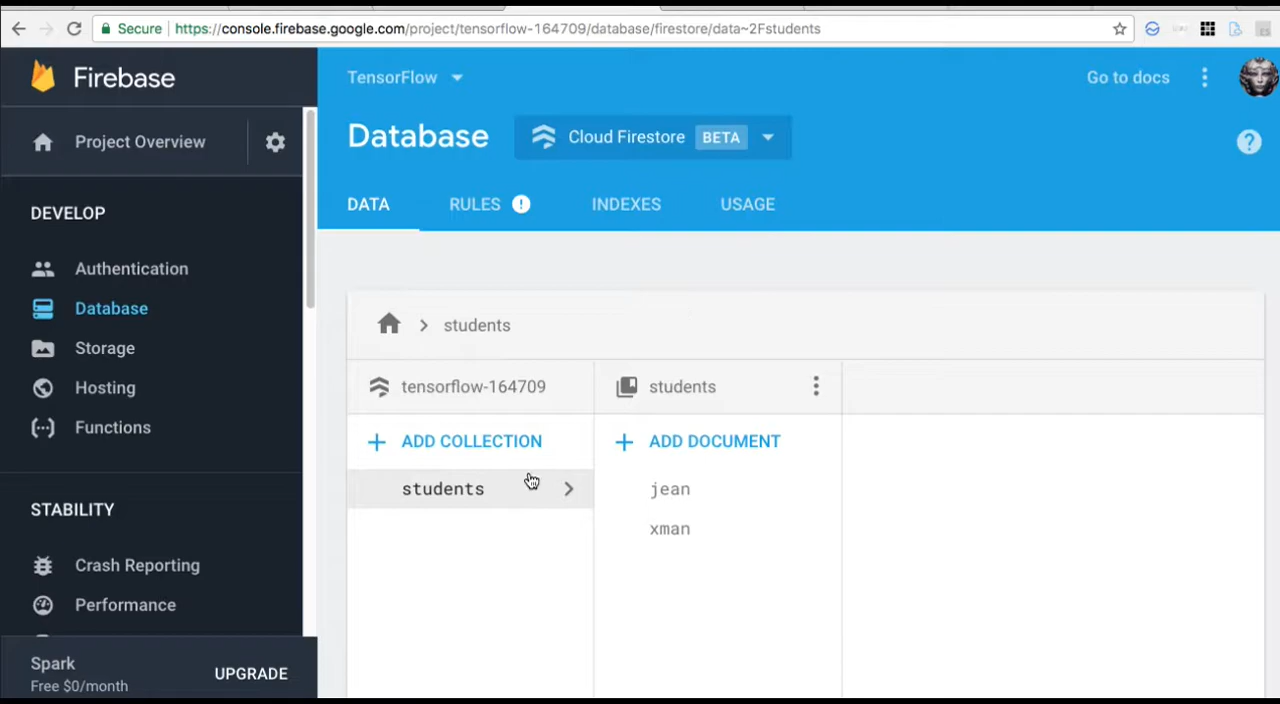 Secure
https://console.firebase.google.com/project/tensorflow-164709/database/firestore/data~2Fstudents
Firebase
TensorFlow
Go to docs
Project Overview
Database
Cloud Firestore BETA
?
DEVELOP
DATA
RULES !
INDEXES
USAGE
Authentication
Database
Storage
Hosting
Functions
students
tensorflow-164709
students
ADD COLLECTION
ADD DOCUMENT
students
jean
xman
STABILITY
Crash Reporting
Performance
Spark
Free $0/month
UPGRADE